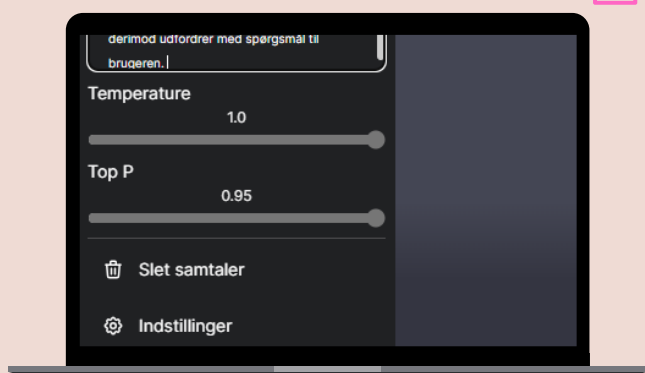 derimod udfordrer med spørgsmål til
brugeren.
Temperature
1.0
Top P
0.95
Slet samtaler
Indstillinger